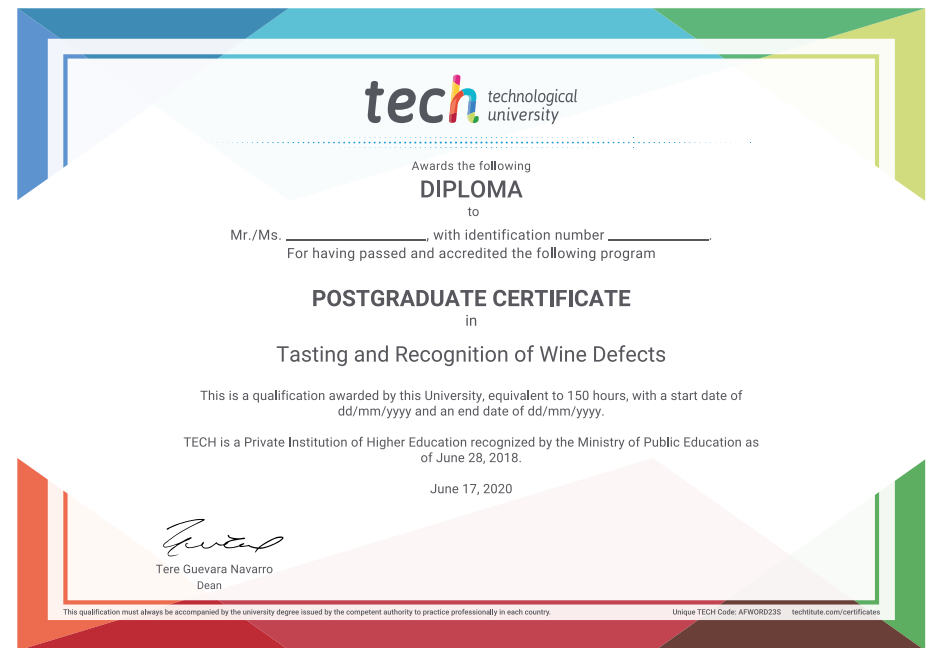 tech technological
university
Awards the following
DIPLOMA
to
Mr./Ms. ____________________, with identification number ______________.
For having passed and accredited the following program
POSTGRADUATE CERTIFICATE
in
Tasting and Recognition of Wine Defects
This is a qualification awarded by this University, equivalent to 150 hours, with a start date of
dd/mm/yyyy and an end date of dd/mm/yyyy.
TECH is a Private Institution of Higher Education recognized by the Ministry of Public Education as
of June 28, 2018.
June 17, 2020
Tere Guevara Navarro
Dean
This qualification must always be accompanied by the university degree issued by the competent authority to practice professionally in each country. Unique TECH Code: AFWORD23S techtitute.com/certificates